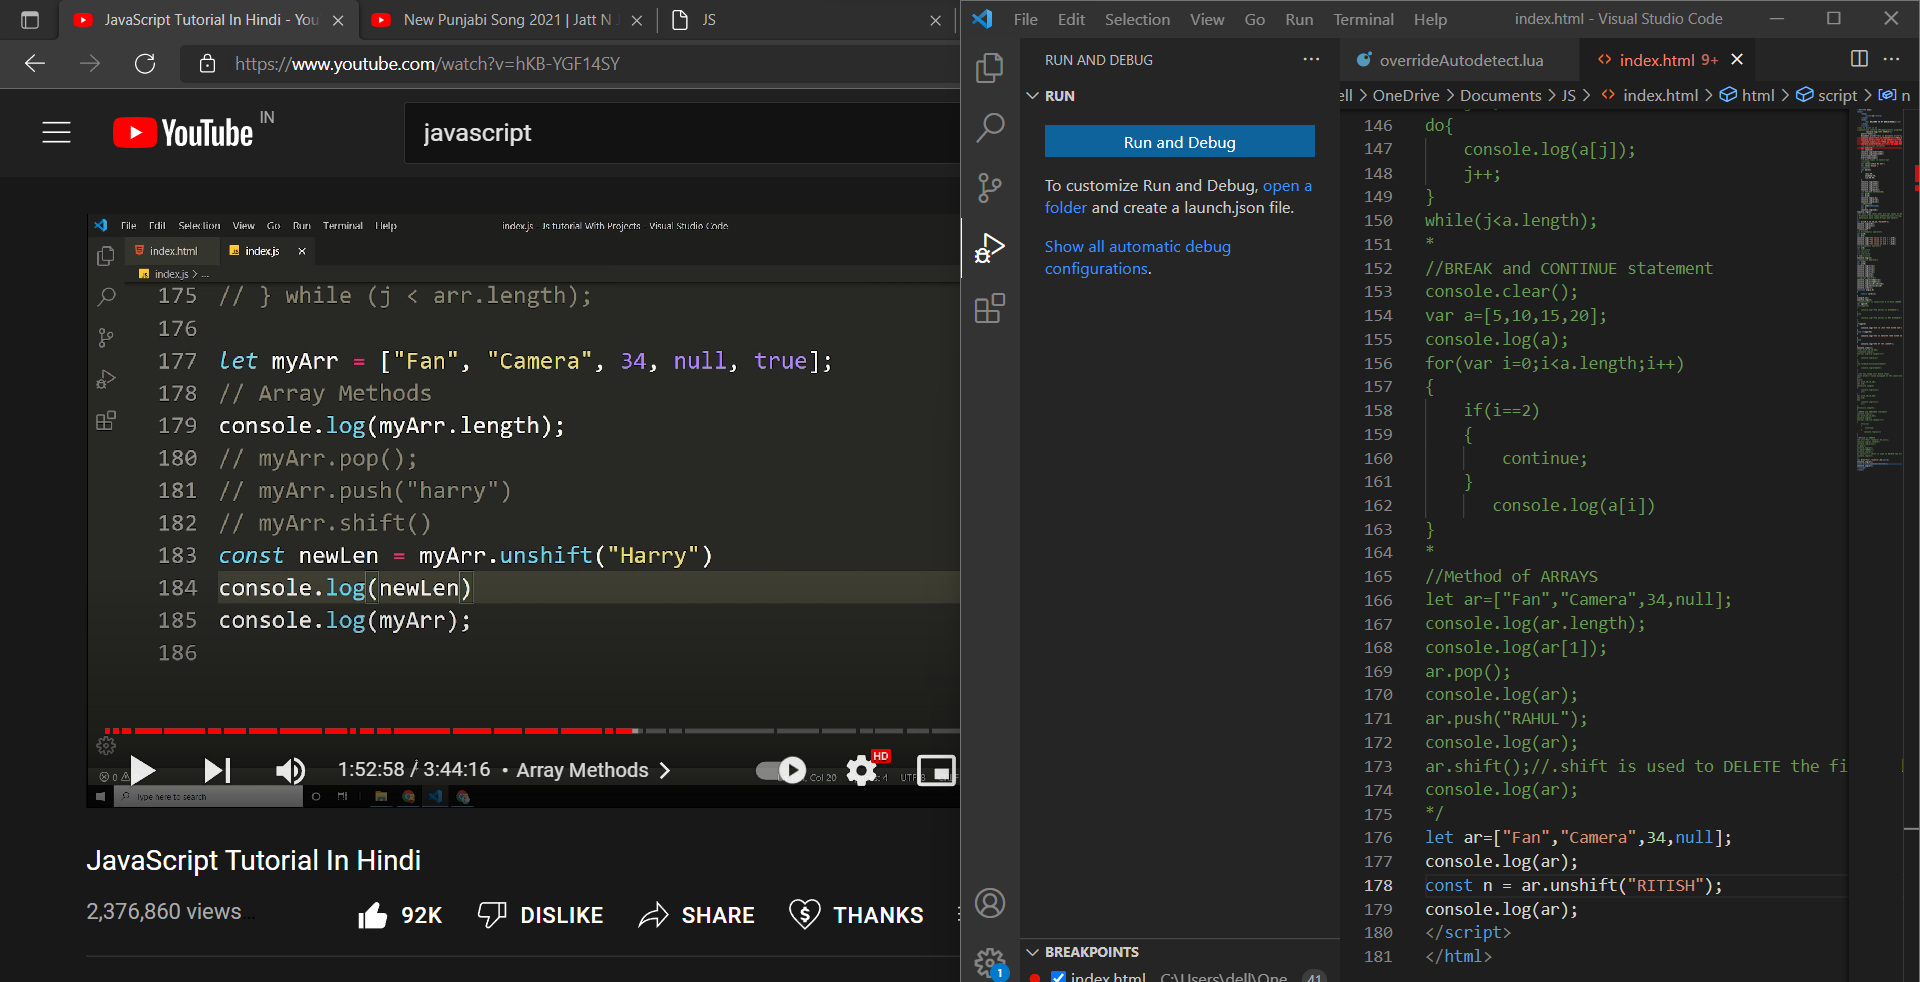 JavaScript Tutorial In Hindi - You
New Punjabi Song 2021 | Jatt N J
JS
https://www.youtube.com/watch?v=hKB-YGF14SY
YouTube IN
javascript
File Edit Selection View Go Run Terminal Help
index.js - Js tutorial With Projects - Visual Studio Code
index.html
index.js
index.js > ...
175 // } while (j < arr.length);
176
177 let myArr = ["Fan", "Camera", 34, null, true];
178 // Array Methods
179 console.log(myArr.length);
180 // myArr.pop();
181 // myArr.push("harry")
182 // myArr.shift()
183 const newLen = myArr.unshift("Harry")
184 console.log(newLen)
185 console.log(myArr);
186
1:52:58 / 3:44:16 • Array Methods
HD
Type here to search
JavaScript Tutorial In Hindi
2,376,860 views
92K
DISLIKE
SHARE
THANKS
File Edit Selection View Go Run Terminal Help
index.html - Visual Studio Code
RUN AND DEBUG
RUN
Run and Debug
To customize Run and Debug, open a
folder and create a launch.json file.
Show all automatic debug
configurations.
BREAKPOINTS
index.html C:\Users\dell\One... 41
1
overrideAutodetect.lua
index.html 9+
ell > OneDrive > Documents > JS > index.html > html > script > n
146 do{
147 console.log(a[j]);
148 j++;
149 }
150 while(j<a.length);
151 *
152 //BREAK and CONTINUE statement
153 console.clear();
154 var a=[5,10,15,20];
155 console.log(a);
156 for(var i=0;i<a.length;i++)
157 {
158 if(i==2)
159 {
160 continue;
161 }
162 console.log(a[i])
163 }
164 *
165 //Method of ARRAYS
166 let ar=["Fan","Camera",34,null];
167 console.log(ar.length);
168 console.log(ar[1]);
169 ar.pop();
170 console.log(ar);
171 ar.push("RAHUL");
172 console.log(ar);
173 ar.shift();//.shift is used to DELETE the fi
174 console.log(ar);
175 */
176 let ar=["Fan","Camera",34,null];
177 console.log(ar);
178 const n = ar.unshift("RITISH");
179 console.log(ar);
180 </script>
181 </html>